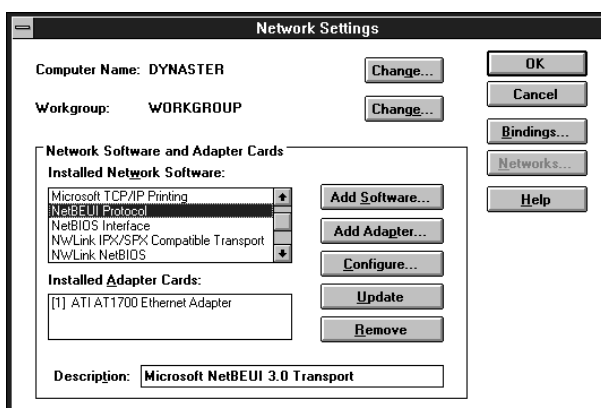 Network Settings
Computer Name: DYNASTER
Change...
OK
Cancel
Workgroup: WORKGROUP
Change...
Bindings...
Network Software and Adapter Cards
Networks...
Installed Network Software:
Microsoft TCP/IP Printing
NetBEUI Protocol
NetBIOS Interface
NWLink IPX/SPX Compatible Transport
NWLink NetBIOS
Add Software...
Help
Add Adapter...
Configure...
Installed Adapter Cards:
[1] ATI AT1700 Ethernet Adapter
Update
Remove
Description: Microsoft NetBEUI 3.0 Transport